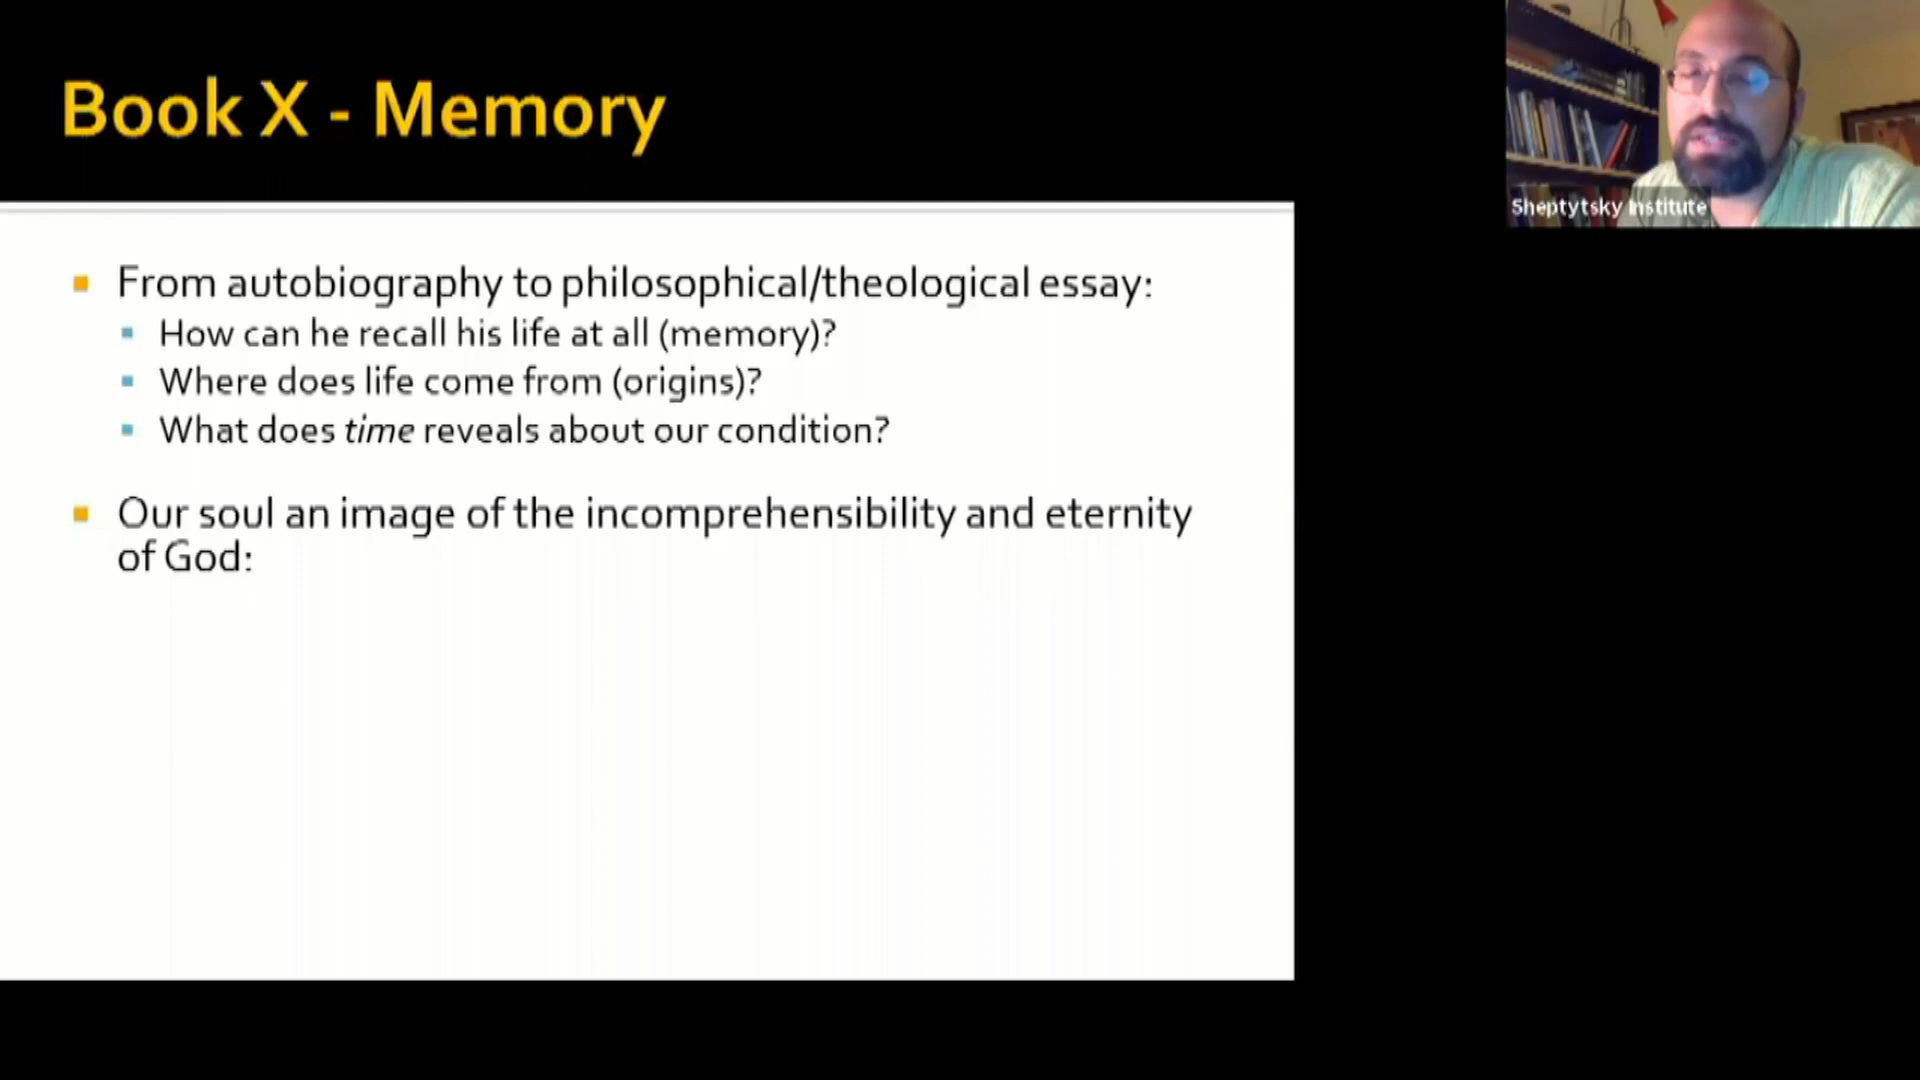 Book X - Memory
Sheptytsky Institute
From autobiography to philosophical/theological essay:
How can he recall his life at all (memory)?
Where does life come from (origins)?
What does time reveals about our condition?
Our soul an image of the incomprehensibility and eternity
of God: